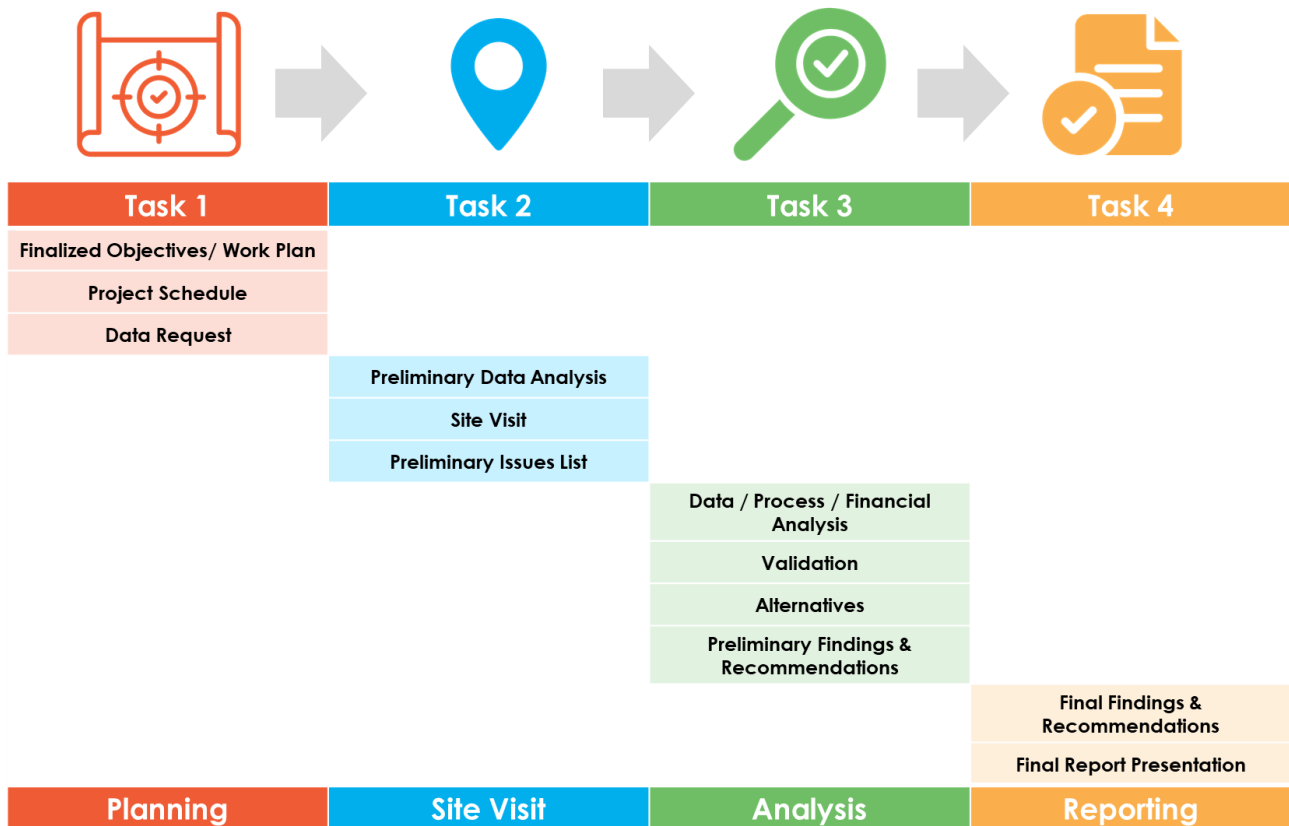 Task 1
Task 2
Task 3
Task 4
Finalized Objectives/ Work Plan
Project Schedule
Data Request
Preliminary Data Analysis
Site Visit
Preliminary Issues List
Data / Process / Financial
Analysis
Validation
Alternatives
Preliminary Findings &
Recommendations
Final Findings &
Recommendations
Final Report Presentation
Planning
Site Visit
Analysis
Reporting